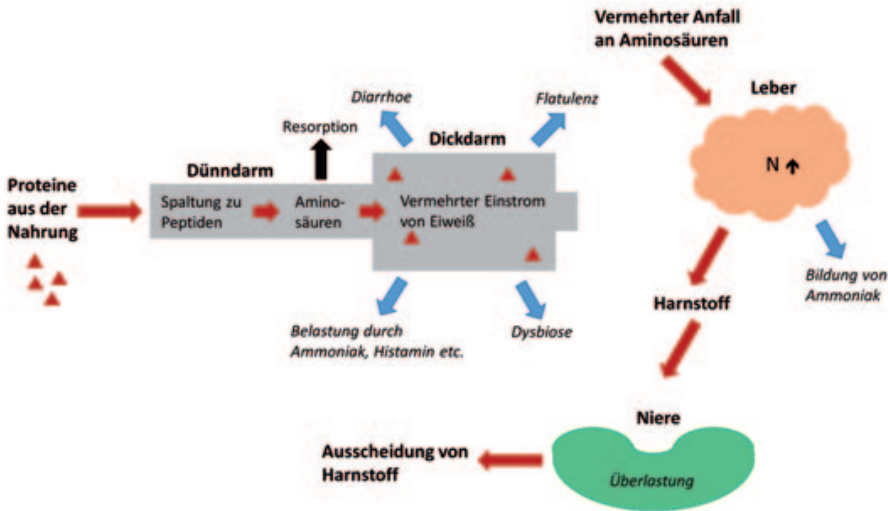 Vermehrter Anfall
an Aminosäuren
Leber
N
Diarrhoe
Flatulenz
Resorption
Dickdarm
Dünndarm
Proteine
aus der
Nahrung
Spaltung zu
Peptiden
Amino-
säuren
Vermehrter Einstrom
von Eiweiß
Bildung von
Ammoniak
Harnstoff
Belastung durch
Ammoniak, Histamin etc.
Dysbiose
Niere
Ausscheidung von
Harnstoff
Überlastung